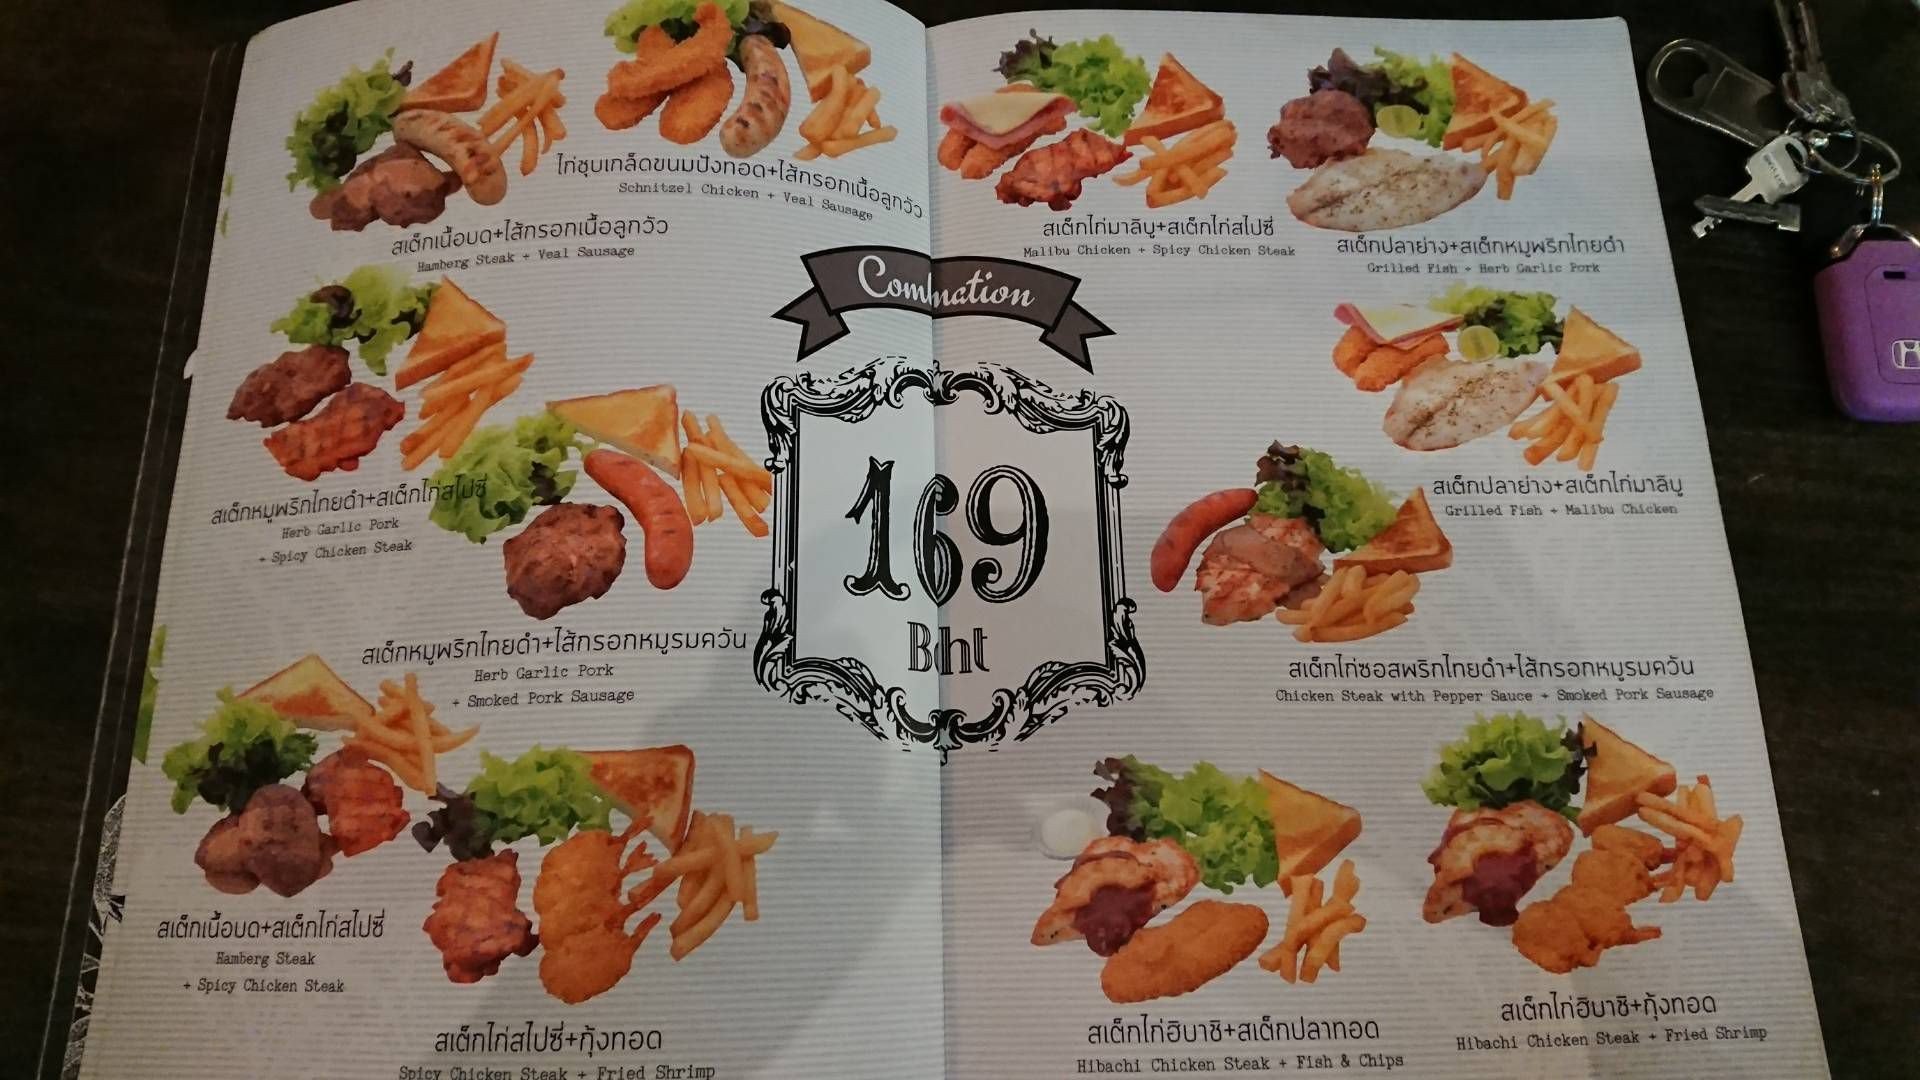 สเต็กเนื้อบด+ไส้กรอกเนื้อลูกวัว
Hamberg Steak + Veal Sausage
ไก่ชุบเกล็ดขนมปังทอด+ไส้กรอกเนื้อลูกวัว
Schnitzel Chicken + Veal Sausage
สเต็กหมูพริกไทยดำ+สเต็กไก่สไปซี่
Herb Garlic Pork
+ Spicy Chicken Steak
สเต็กหมูพริกไทยดำ+ไส้กรอกหมูรมควัน
Herb Garlic Pork
+ Smoked Pork Sausage
สเต็กเนื้อบด+สเต็กไก่สไปซี่
Hamberg Steak
+ Spicy Chicken Steak
สเต็กไก่สไปซี่+กุ้งทอด
Spicy Chicken Steak + Fried Shrimp
Combination
169
Baht
สเต็กไก่มาลิบู+สเต็กไก่สไปซี่
Malibu Chicken + Spicy Chicken Steak
สเต็กปลาย่าง+สเต็กหมูพริกไทยดำ
Grilled Fish + Herb Garlic Pork
สเต็กปลาย่าง+สเต็กไก่มาลิบู
Grilled Fish + Malibu Chicken
สเต็กไก่ซอสพริกไทยดำ+ไส้กรอกหมูรมควัน
Chicken Steak with Pepper Sauce + Smoked Pork Sausage
สเต็กไก่ฮิบาชิ+สเต็กปลาทอด
Hibachi Chicken Steak + Fish & Chips
สเต็กไก่ฮิบาชิ+กุ้งทอด
Hibachi Chicken Steak + Fried Shrimp